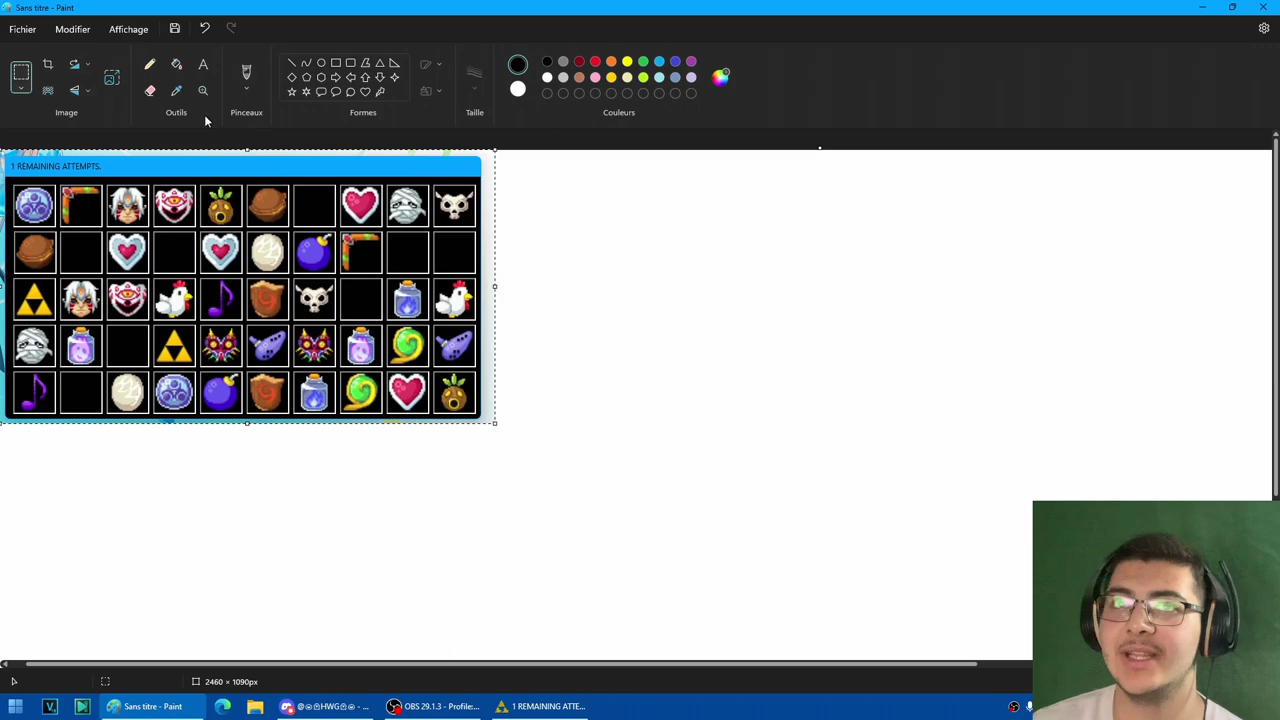 Sans titre - Paint
Fichier Modifier Affichage
Image Outils Pinceaux Formes Taille Couleurs
1 REMAINING ATTEMPTS.
2460 × 1090px
Sans titre - Paint
OBS 29.1.3 - Profile:...
1 REMAINING ATTE...